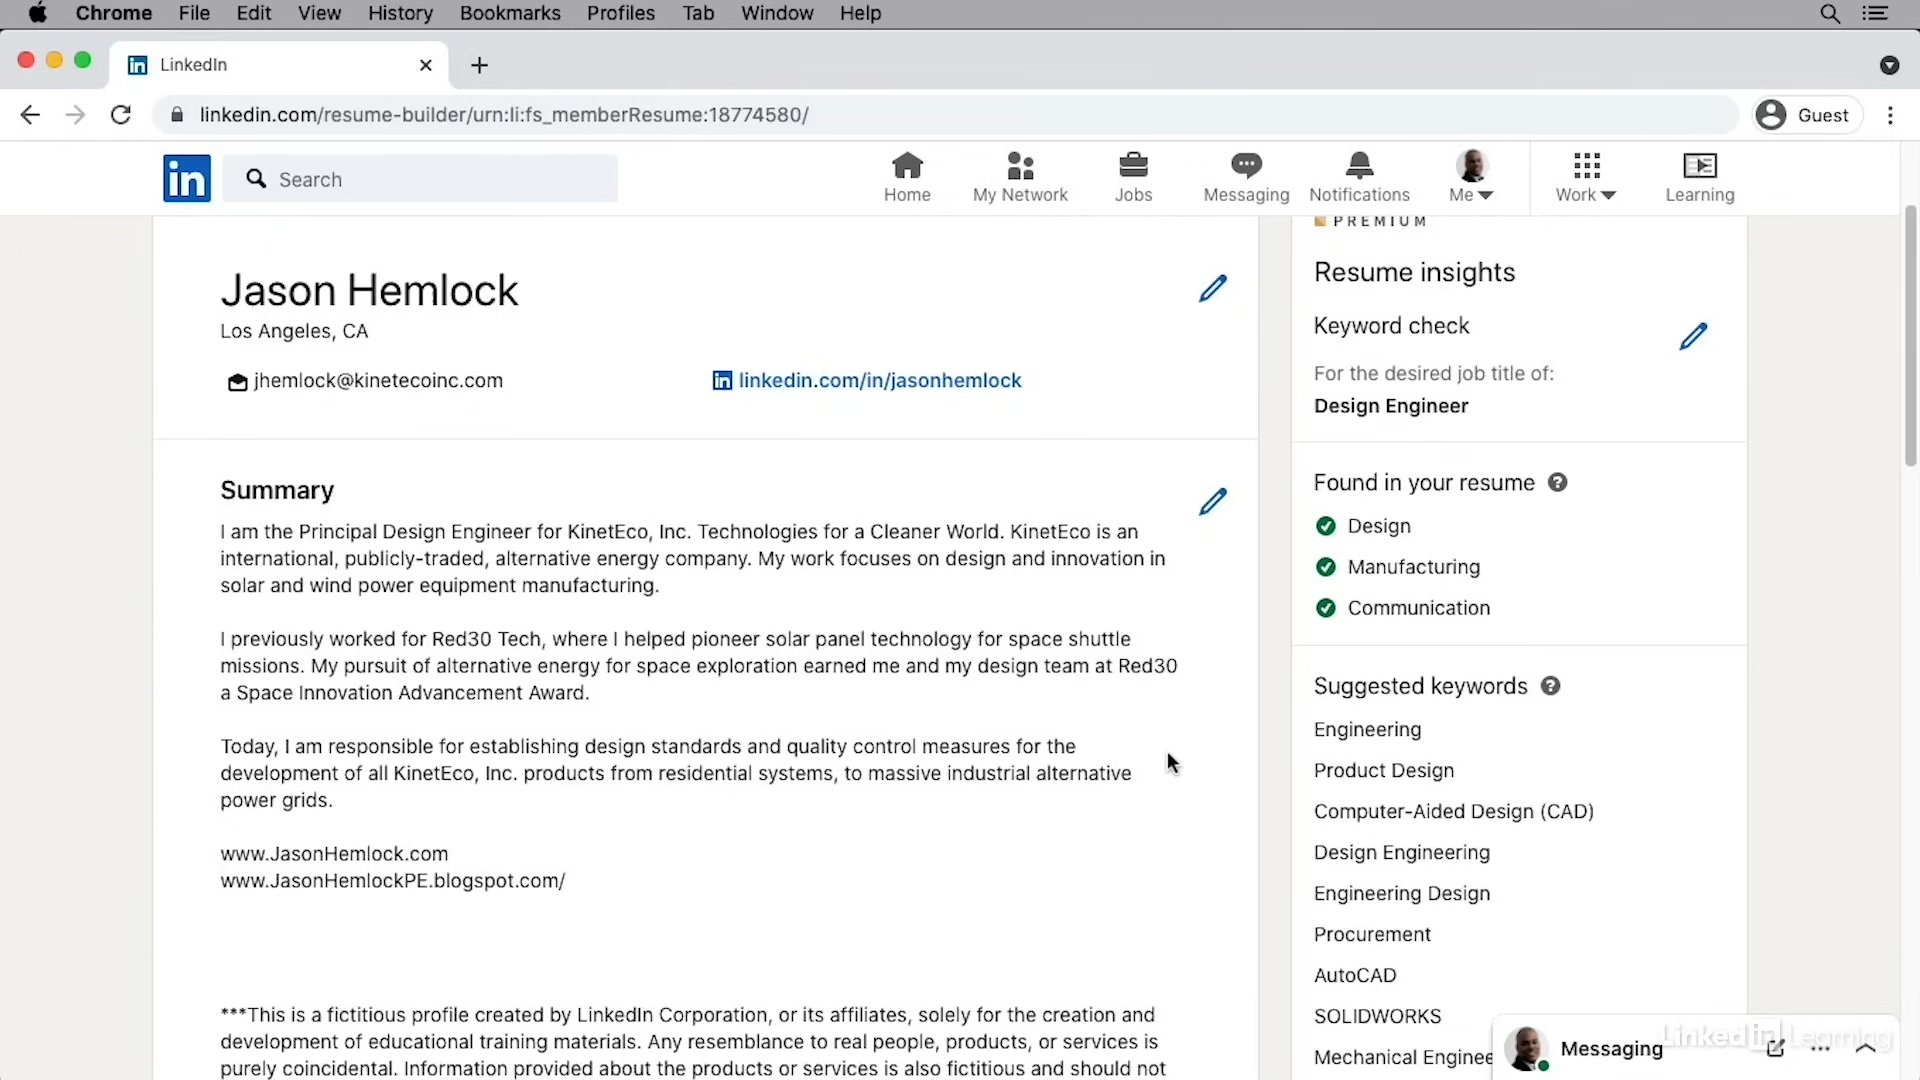 Chrome File Edit View History Bookmarks Profiles Tab Window Help
in LinkedIn
linkedin.com/resume-builder/urn:li:fs_memberResume:18774580/
Guest
in Search
Home My Network Jobs Messaging Notifications Me Work Learning
Jason Hemlock
Los Angeles, CA
jhemlock@kinetecoinc.com
in linkedin.com/in/jasonhemlock
Summary
I am the Principal Design Engineer for KinetEco, Inc. Technologies for a Cleaner World. KinetEco is an
international, publicly-traded, alternative energy company. My work focuses on design and innovation in
solar and wind power equipment manufacturing.
I previously worked for Red30 Tech, where I helped pioneer solar panel technology for space shuttle
missions. My pursuit of alternative energy for space exploration earned me and my design team at Red30
a Space Innovation Advancement Award.
Today, I am responsible for establishing design standards and quality control measures for the
development of all KinetEco, Inc. products from residential systems, to massive industrial alternative
power grids.
www.JasonHemlock.com
www.JasonHemlockPE.blogspot.com/
***This is a fictitious profile created by LinkedIn Corporation, or its affiliates, solely for the creation and
development of educational training materials. Any resemblance to real people, products, or services is
purely coincidental. Information provided about the products or services is also fictitious and should not
PREMIUM
Resume insights
Keyword check
For the desired job title of:
Design Engineer
Found in your resume ?
Design
Manufacturing
Communication
Suggested keywords ?
Engineering
Product Design
Computer-Aided Design (CAD)
Design Engineering
Engineering Design
Procurement
AutoCAD
SOLIDWORKS
Mechanical Enginee
Messaging
LinkedIn Learning